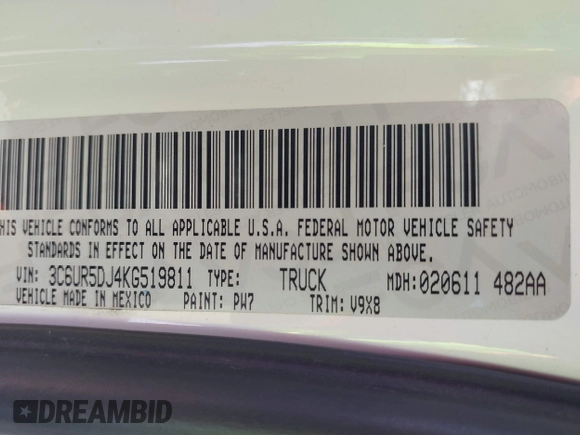 THIS VEHICLE CONFORMS TO ALL APPLICABLE U.S.A. FEDERAL MOTOR VEHICLE SAFETY
STANDARDS IN EFFECT ON THE DATE OF MANUFACTURE SHOWN ABOVE.
VIN: 3C6UR5DJ4KG519811 TYPE: TRUCK MDH: 020611 482AA
VEHICLE MADE IN MEXICO PAINT: PW7 TRIM: V9X8
DREAMBID